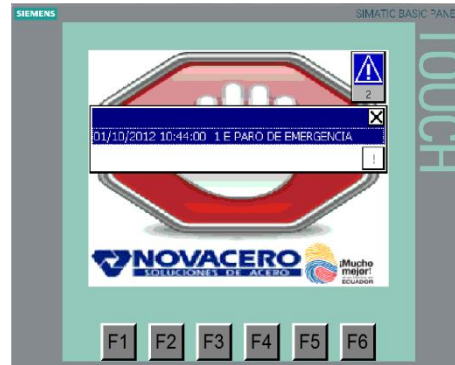 SIEMENS
SIMATIC BASIC PANE
TOUCH
2
01/10/2012 10:44:00 1 E PARO DE EMERGENCIA
!
NOVACERO
SOLUCIONES DE ACERO
¡Mucho
mejor!
ECUADOR
F1 F2 F3 F4 F5 F6